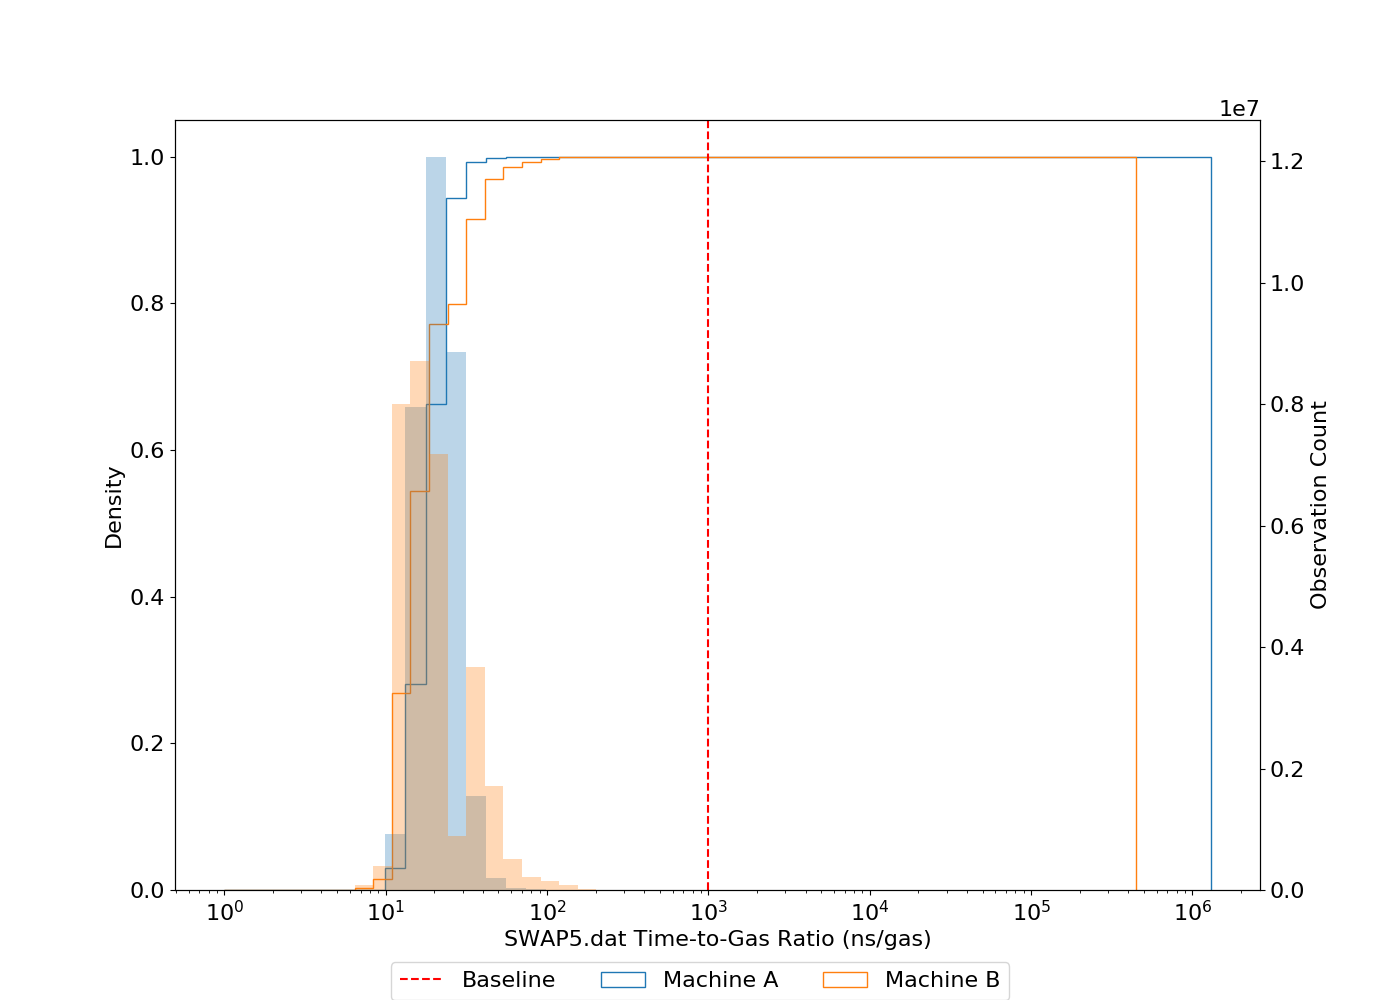 1e7
1.0
0.8
0.6
0.4
0.2
0.0
Density
1.2
1.0
0.8
0.6
0.4
0.2
0.0
Observation Count
10⁰ 10¹ 10² 10³ 10⁴ 10⁵ 10⁶
SWAP5.dat Time-to-Gas Ratio (ns/gas)
Baseline Machine A Machine B